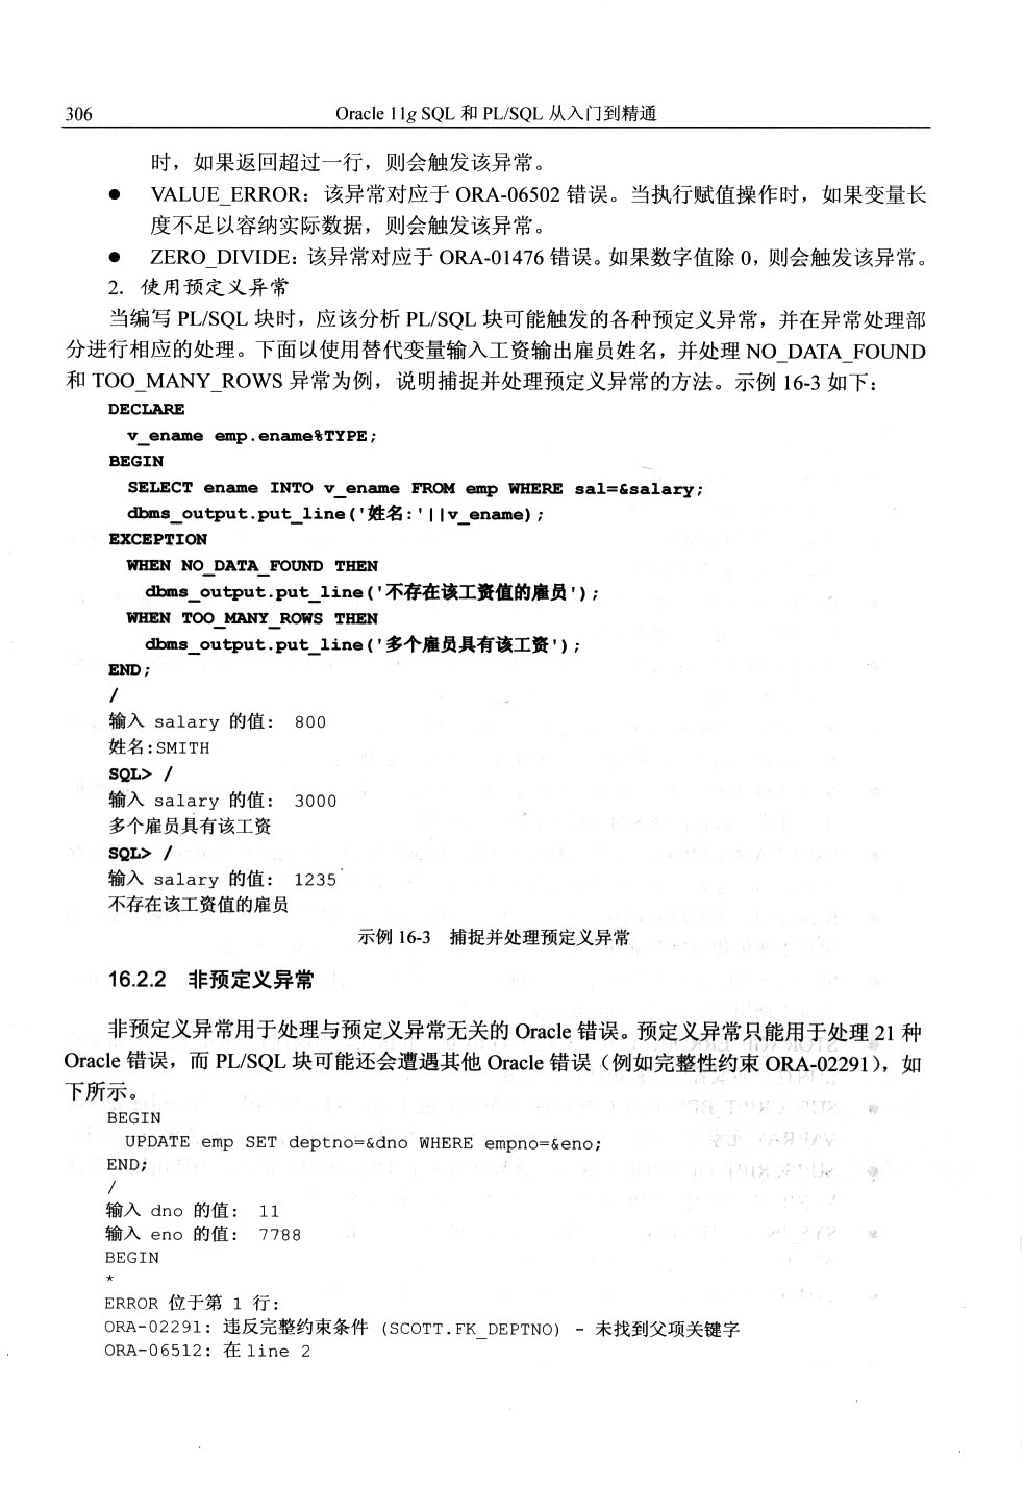 306 Oracle 11g SQL 和 PL/SQL 从入门到精通
时，如果返回超过一行，则会触发该异常。
● VALUE_ERROR：该异常对应于 ORA-06502 错误。当执行赋值操作时，如果变量长
度不足以容纳实际数据，则会触发该异常。
● ZERO_DIVIDE：该异常对应于 ORA-01476 错误。如果数字值除 0，则会触发该异常。
2. 使用预定义异常
当编写 PL/SQL 块时，应该分析 PL/SQL 块可能触发的各种预定义异常，并在异常处理部
分进行相应的处理。下面以使用替代变量输入工资输出雇员姓名，并处理 NO_DATA_FOUND
和 TOO_MANY_ROWS 异常为例，说明捕捉并处理预定义异常的方法。示例 16-3 如下：
DECLARE
v_ename emp.ename%TYPE;
BEGIN
SELECT ename INTO v_ename FROM emp WHERE sal=&salary;
dbms_output.put_line('姓名:'||v_ename);
EXCEPTION
WHEN NO_DATA_FOUND THEN
dbms_output.put_line('不存在该工资值的雇员');
WHEN TOO_MANY_ROWS THEN
dbms_output.put_line('多个雇员具有该工资');
END;
/
输入 salary 的值: 800
姓名:SMITH
SQL> /
输入 salary 的值: 3000
多个雇员具有该工资
SQL> /
输入 salary 的值: 1235
不存在该工资值的雇员
示例 16-3 捕捉并处理预定义异常
16.2.2 非预定义异常
非预定义异常用于处理与预定义异常无关的 Oracle 错误。预定义异常只能用于处理 21 种
Oracle 错误，而 PL/SQL 块可能还会遭遇其他 Oracle 错误（例如完整性约束 ORA-02291），如
下所示。
BEGIN
UPDATE emp SET deptno=&dno WHERE empno=&eno;
END;
/
输入 dno 的值: 11
输入 eno 的值: 7788
BEGIN
*
ERROR 位于第 1 行:
ORA-02291: 违反完整约束条件 (SCOTT.FK_DEPTNO) - 未找到父项关键字
ORA-06512: 在 line 2